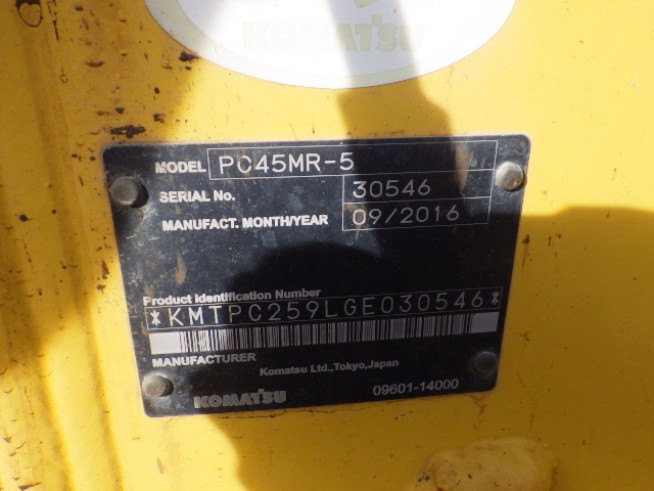 KOMATSU
MODEL PC45MR-5
SERIAL No. 30546
MANUFACT. MONTH/YEAR 09/2016
Product Identification Number
*KMTPC259LGE030546*
MANUFACTURER
Komatsu Ltd.,Tokyo,Japan
KOMATSU 09601-14000